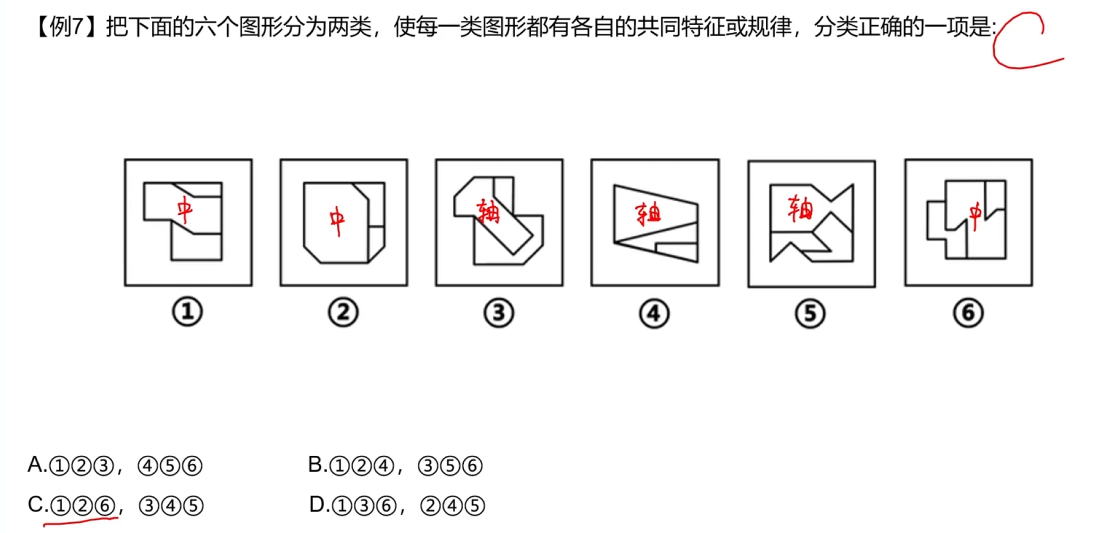 【例7】把下面的六个图形分为两类，使每一类图形都有各自的共同特征或规律，分类正确的一项是: C
中 中 轴 轴 轴 中
① ② ③ ④ ⑤ ⑥
A.①②③，④⑤⑥ B.①②④，③⑤⑥
C.①②⑥，③④⑤ D.①③⑥，②④⑤